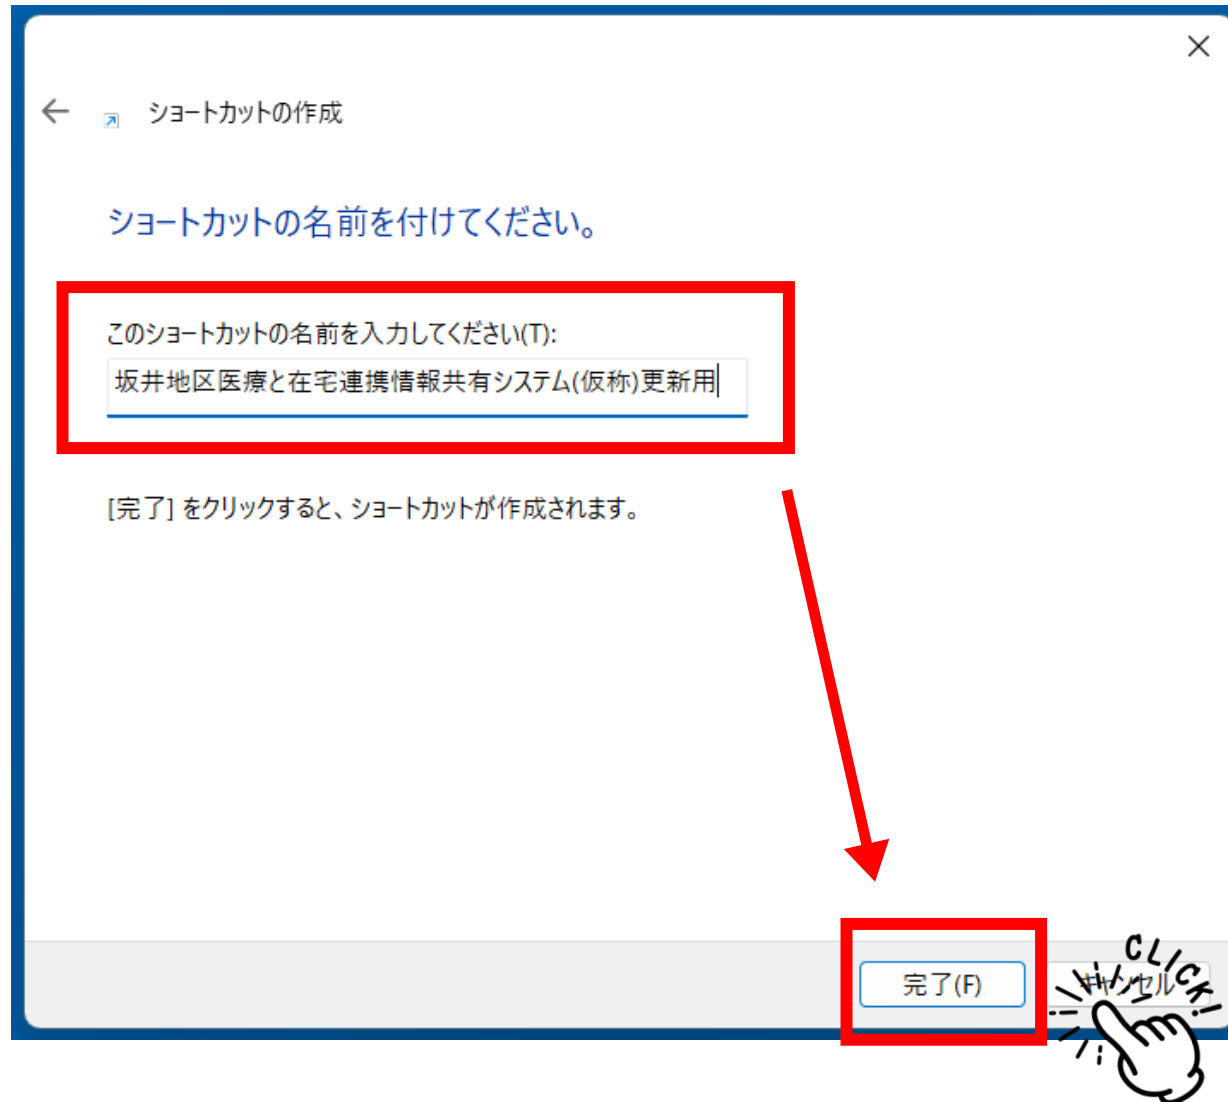 ショートカットの作成
ショートカットの名前を付けてください。
このショートカットの名前を入力してください(T):
坂井地区医療と在宅連携情報共有システム(仮称)更新用
[完了] をクリックすると、ショートカットが作成されます。
完了(F)
キャンセル
CLICK!